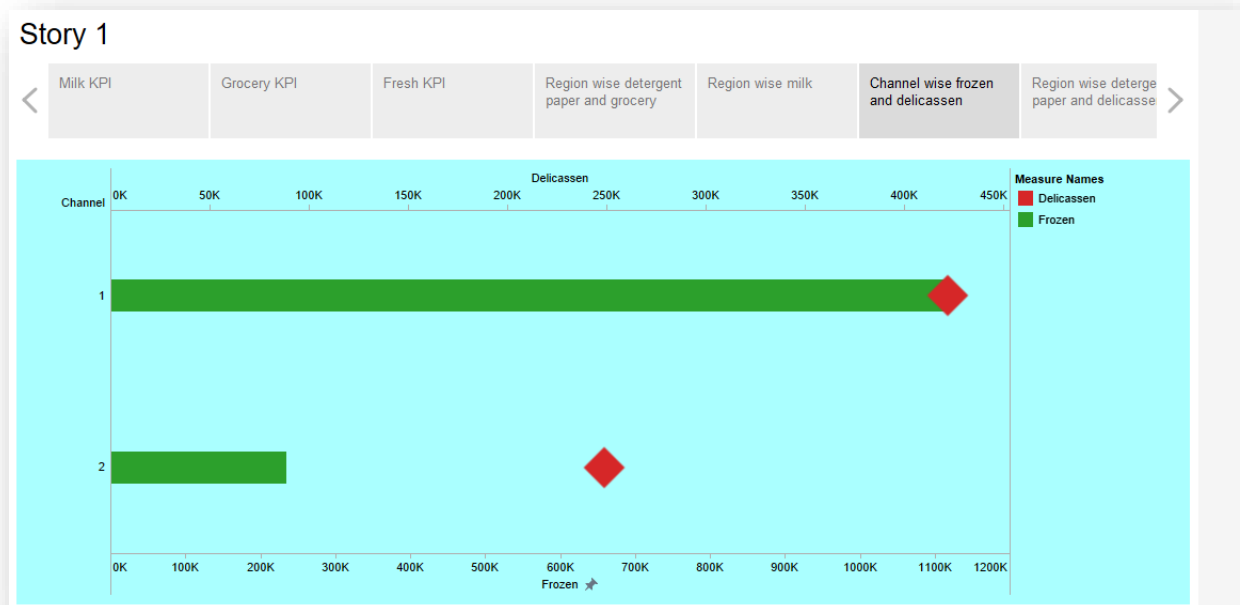 Story 1
Milk KPI
Grocery KPI
Fresh KPI
Region wise detergent
paper and grocery
Region wise milk
Channel wise frozen
and delicassen
Region wise deterge
paper and delicasse
Delicassen
Channel
0K 50K 100K 150K 200K 250K 300K 350K 400K 450K
1
2
0K 100K 200K 300K 400K 500K 600K 700K 800K 900K 1000K 1100K 1200K
Frozen
Measure Names
Delicassen
Frozen